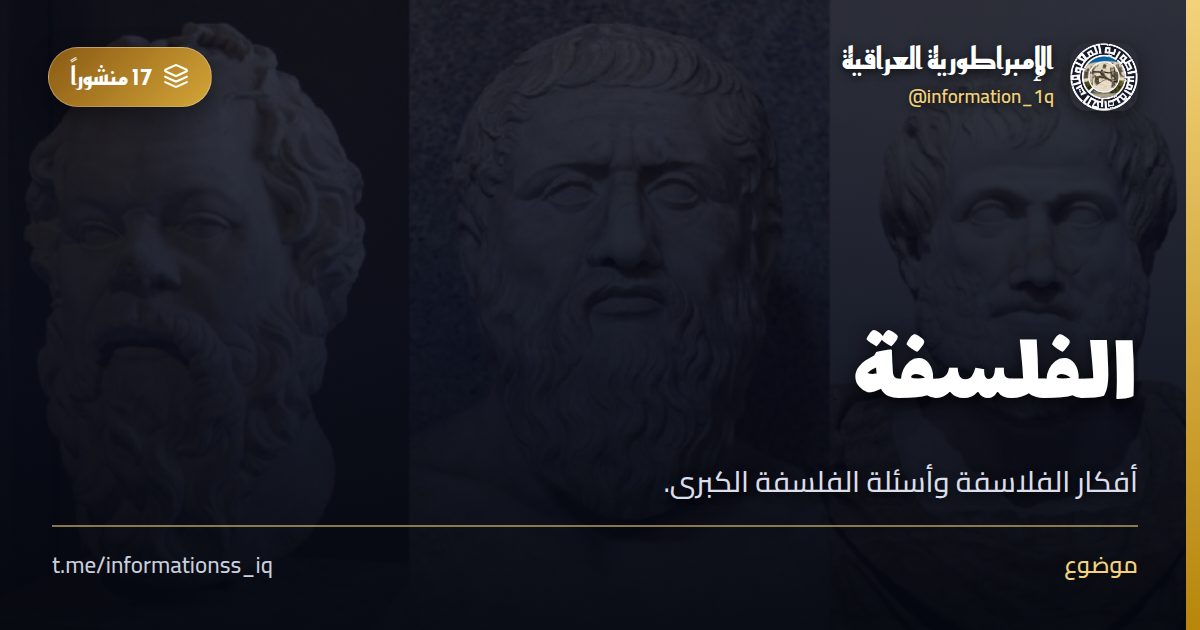 الإمبراطورية العراقية
@information_1q
17 منشوراً
الفلسفة
أفكار الفلاسفة وأسئلة الفلسفة الكبرى.
موضوع
t.me/informationss_iq